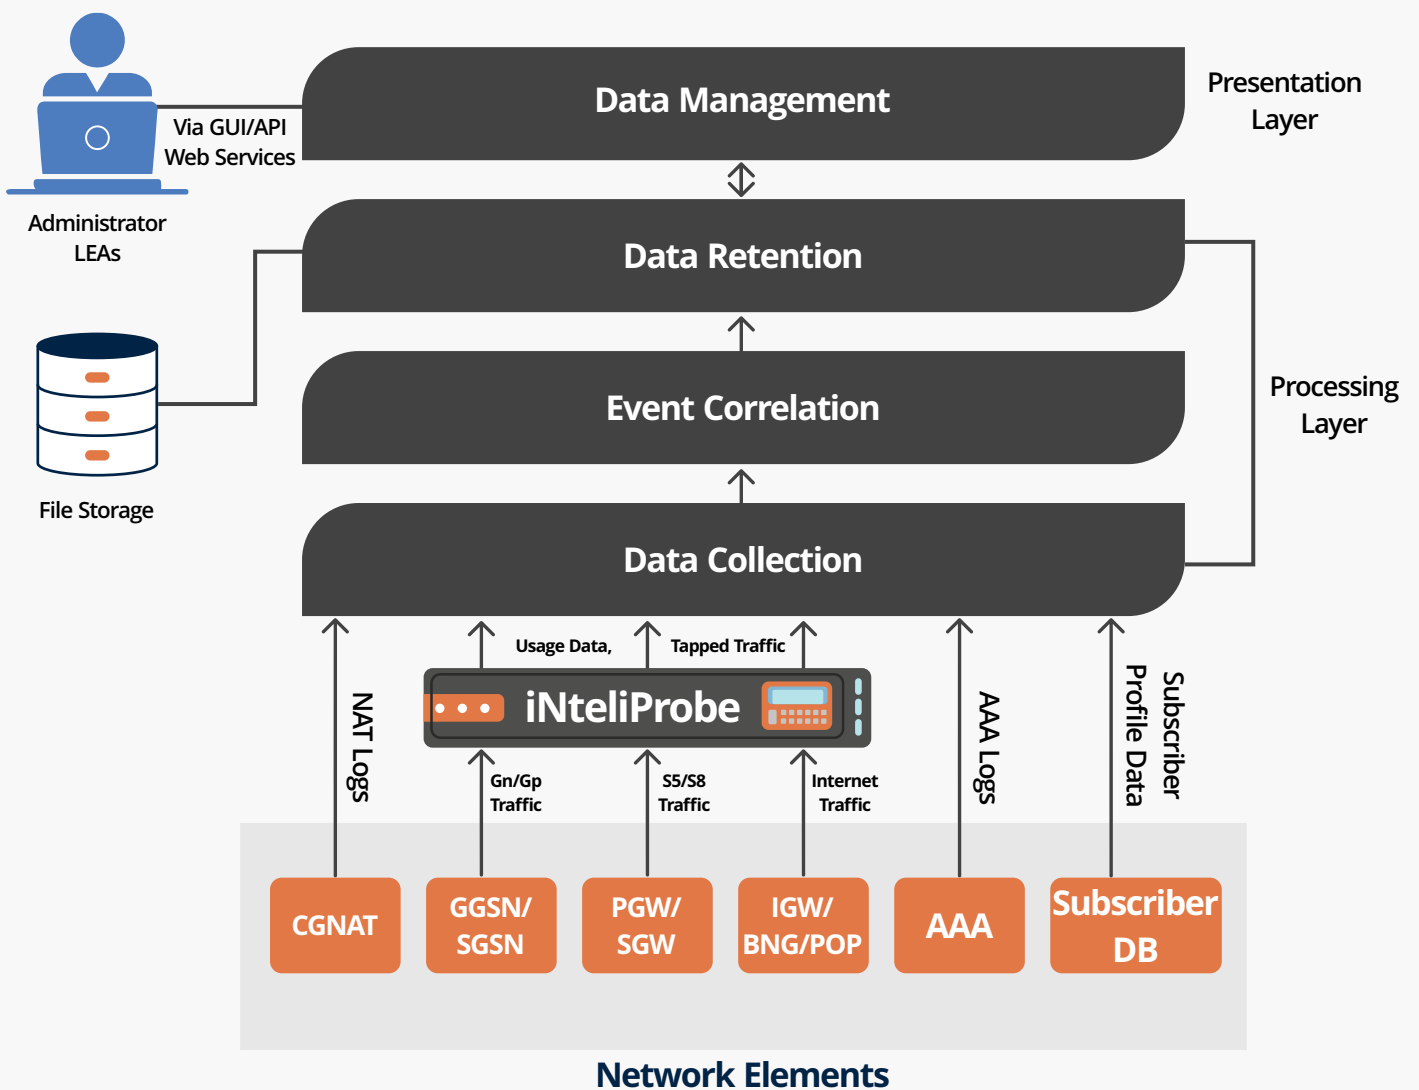 Data Management
Presentation
Layer
Via GUI/API
Web Services
Administrator
LEAs
Data Retention
Event Correlation
Processing
Layer
File Storage
Data Collection
Usage Data,
Tapped Traffic
iNteliProbe
NAT Logs
AAA Logs
Subscriber
Profile Data
Gn/Gp
Traffic
S5/S8
Traffic
Internet
Traffic
CGNAT
GGSN/
SGSN
PGW/
SGW
IGW/
BNG/POP
AAA
Subscriber
DB
Network Elements